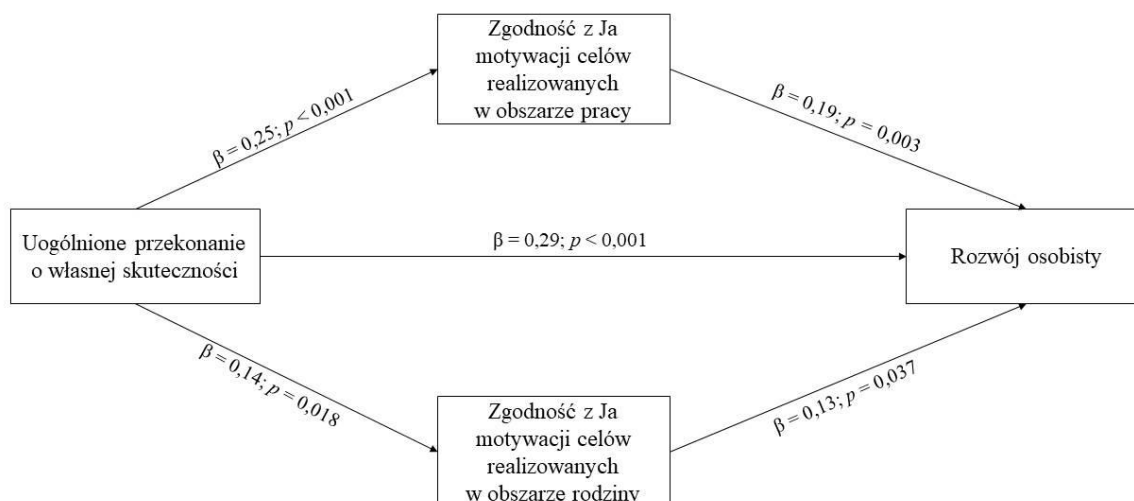 Zgodność z Ja
motywacji celów
realizowanych
w obszarze pracy
β = 0,25; p < 0,001
β = 0,19; p = 0,003
Uogólnione przekonanie
o własnej skuteczności
β = 0,29; p < 0,001
Rozwój osobisty
β = 0,14; p = 0,018
β = 0,13; p = 0,037
Zgodność z Ja
motywacji celów
realizowanych
w obszarze rodziny